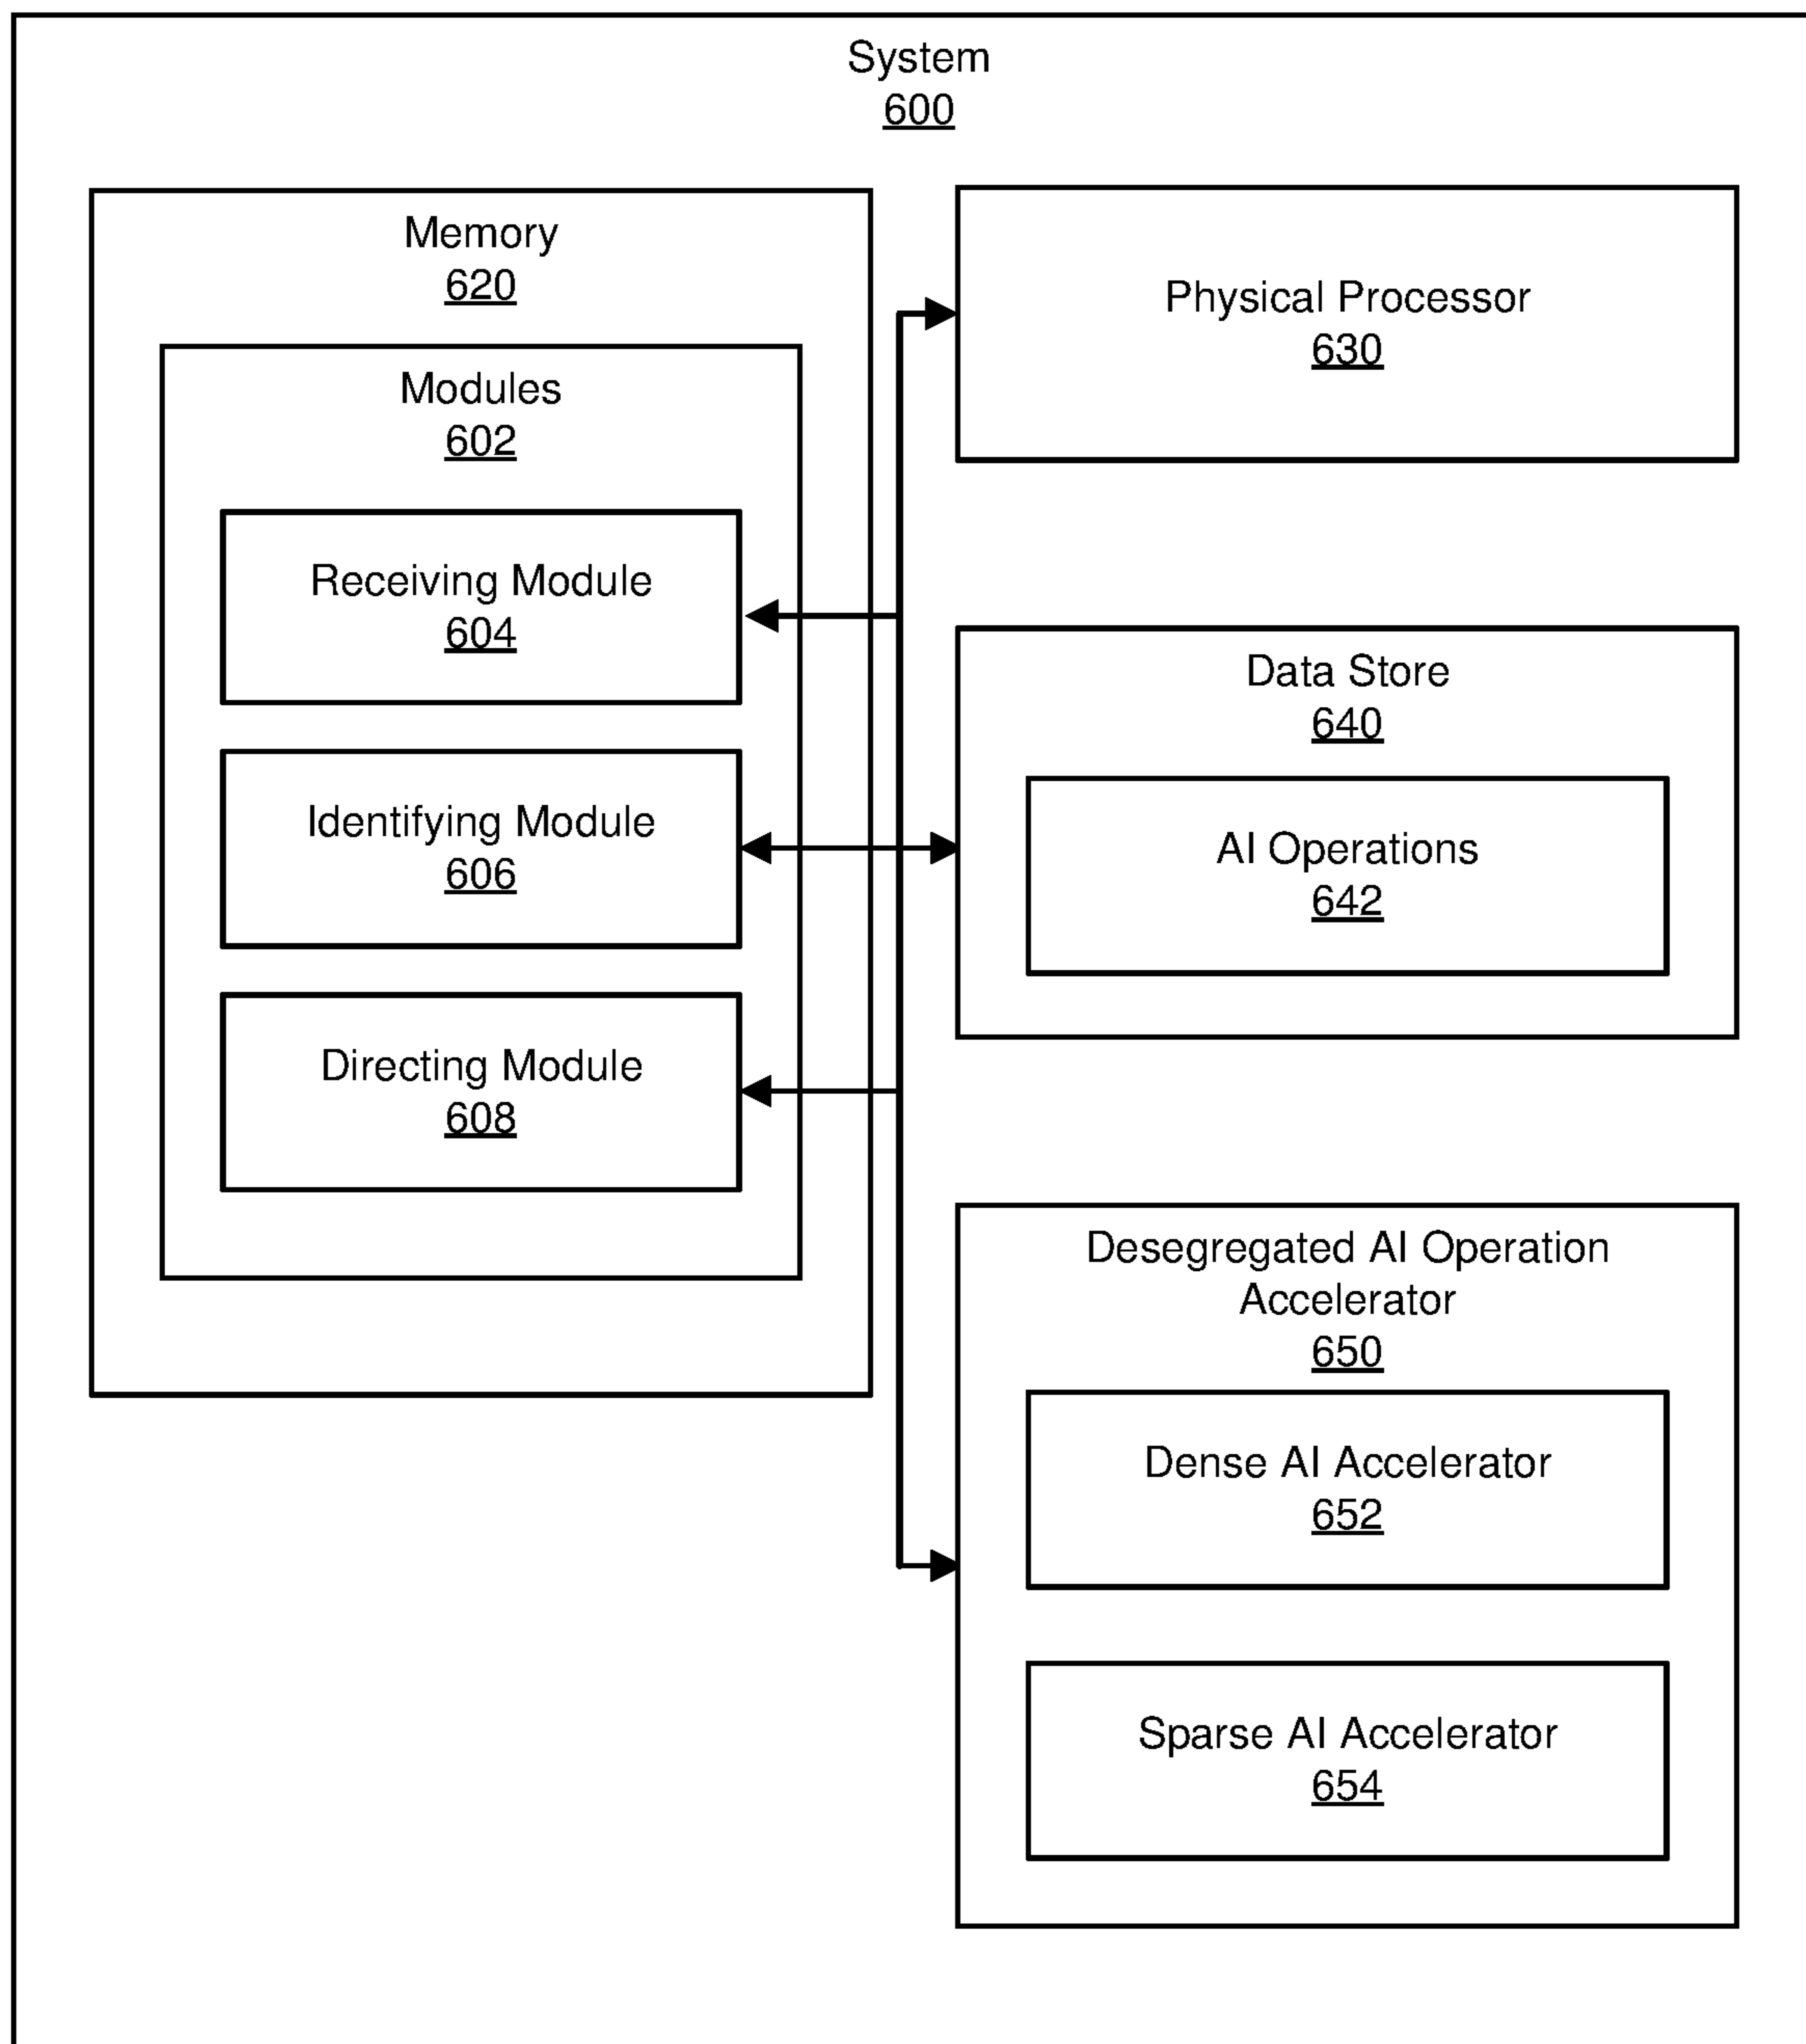 System
600
Memory
620
Modules
602
Receiving Module
604
Identifying Module
606
Directing Module
608
Physical Processor
630
Data Store
640
AI Operations
642
Desegregated AI Operation
Accelerator
650
Dense AI Accelerator
652
Sparse AI Accelerator
654